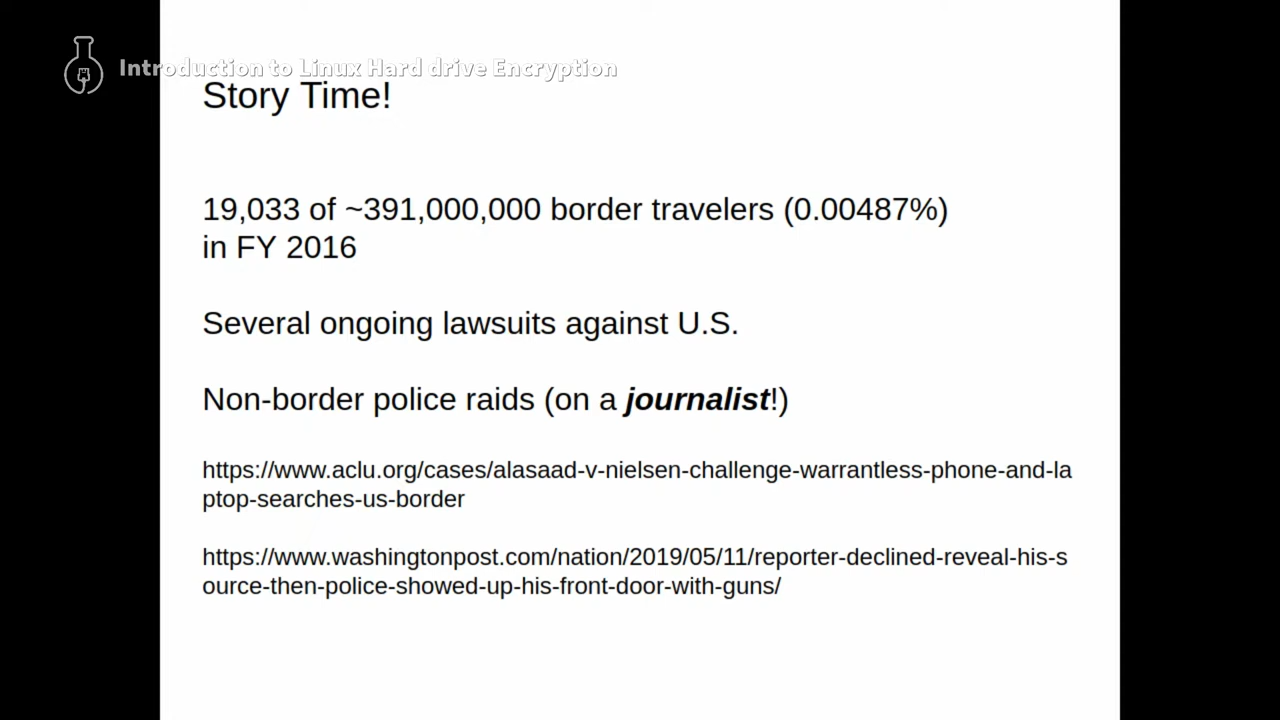 Introduction to Linux Hard drive Encryption
Story Time!
19,033 of ~391,000,000 border travelers (0.00487%)
in FY 2016
Several ongoing lawsuits against U.S.
Non-border police raids (on a journalist!)
https://www.aclu.org/cases/alasaad-v-nielsen-challenge-warrantless-phone-and-la
ptop-searches-us-border
https://www.washingtonpost.com/nation/2019/05/11/reporter-declined-reveal-his-s
ource-then-police-showed-up-his-front-door-with-guns/